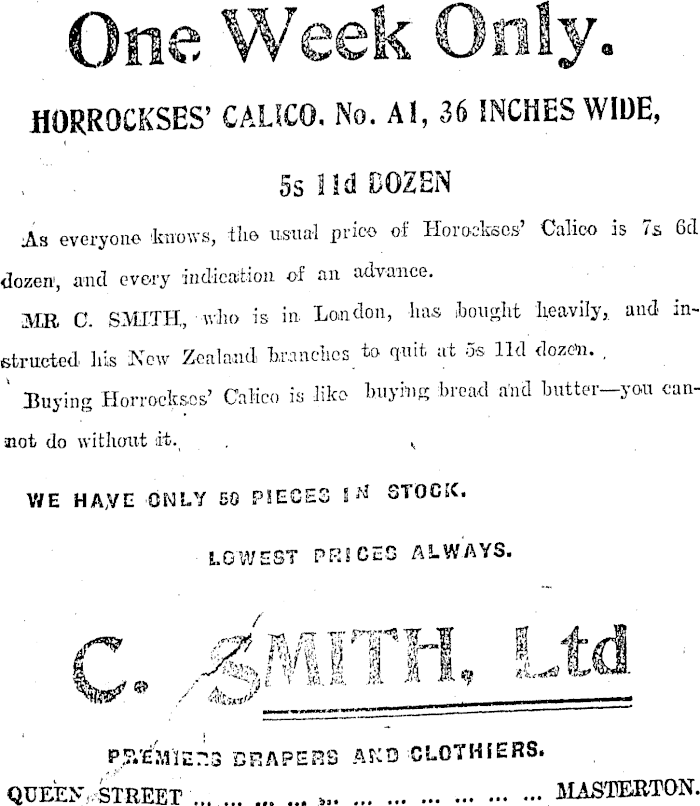 One Week Only.
HORROCKSES' CALICO. No. A1, 36 INCHES WIDE,
5s 11d DOZEN
As everyone knows, the usual price of Horockses' Calico is 7s 6d
dozen, and every indication of an advance.
MR C. SMITH, who is in London, has bought heavily, and in-
structed his New Zealand branches to quit at 5s 11d dozen.
Buying Horrockses' Calico is like buying bread and butter—you can-
not do without it.
WE HAVE ONLY 50 PIECES IN STOCK.
LOWEST PRICES ALWAYS.
C. SMITH, Ltd
PREMIERS DRAPERS AND CLOTHIERS.
QUEEN STREET ... ... ... ... ... ... ... ... ... ... ... MASTERTON.